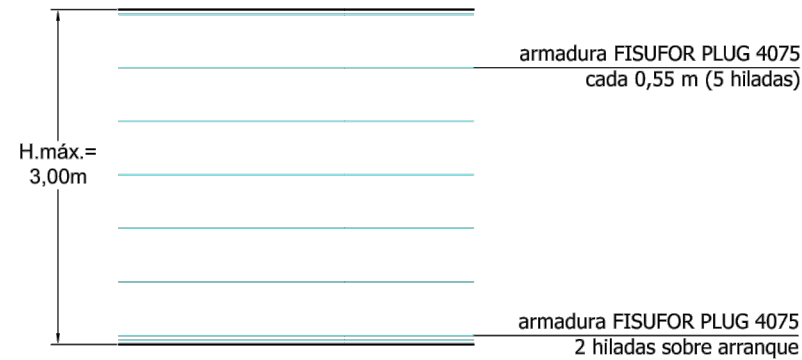 armadura FISUFOR PLUG 4075
cada 0,55 m (5 hiladas)
H.máx.=
3,00m
armadura FISUFOR PLUG 4075
2 hiladas sobre arranque